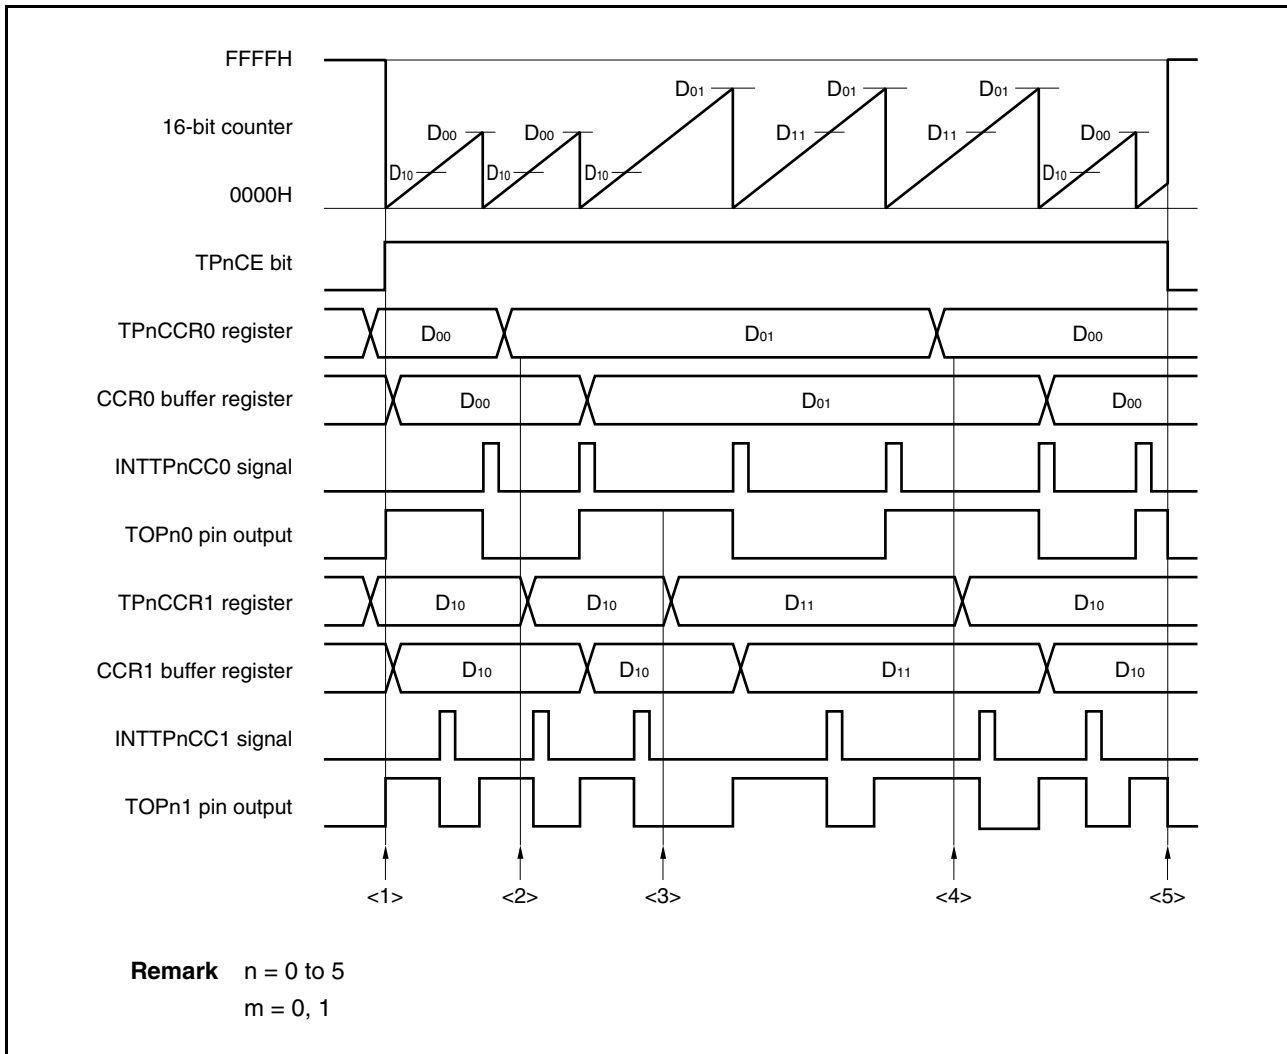 FFFFH
D01 D01 D01
16-bit counter
D00 D00 D11 D11 D00
D10 D10 D10 D10
0000H
TPnCE bit
TPnCCR0 register D00 D01 D00
CCR0 buffer register D00 D01 D00
INTTPnCC0 signal
TOPn0 pin output
TPnCCR1 register D10 D10 D11 D10
CCR1 buffer register D10 D10 D11 D10
INTTPnCC1 signal
TOPn1 pin output
<1> <2> <3> <4> <5>
Remark n = 0 to 5
m = 0, 1